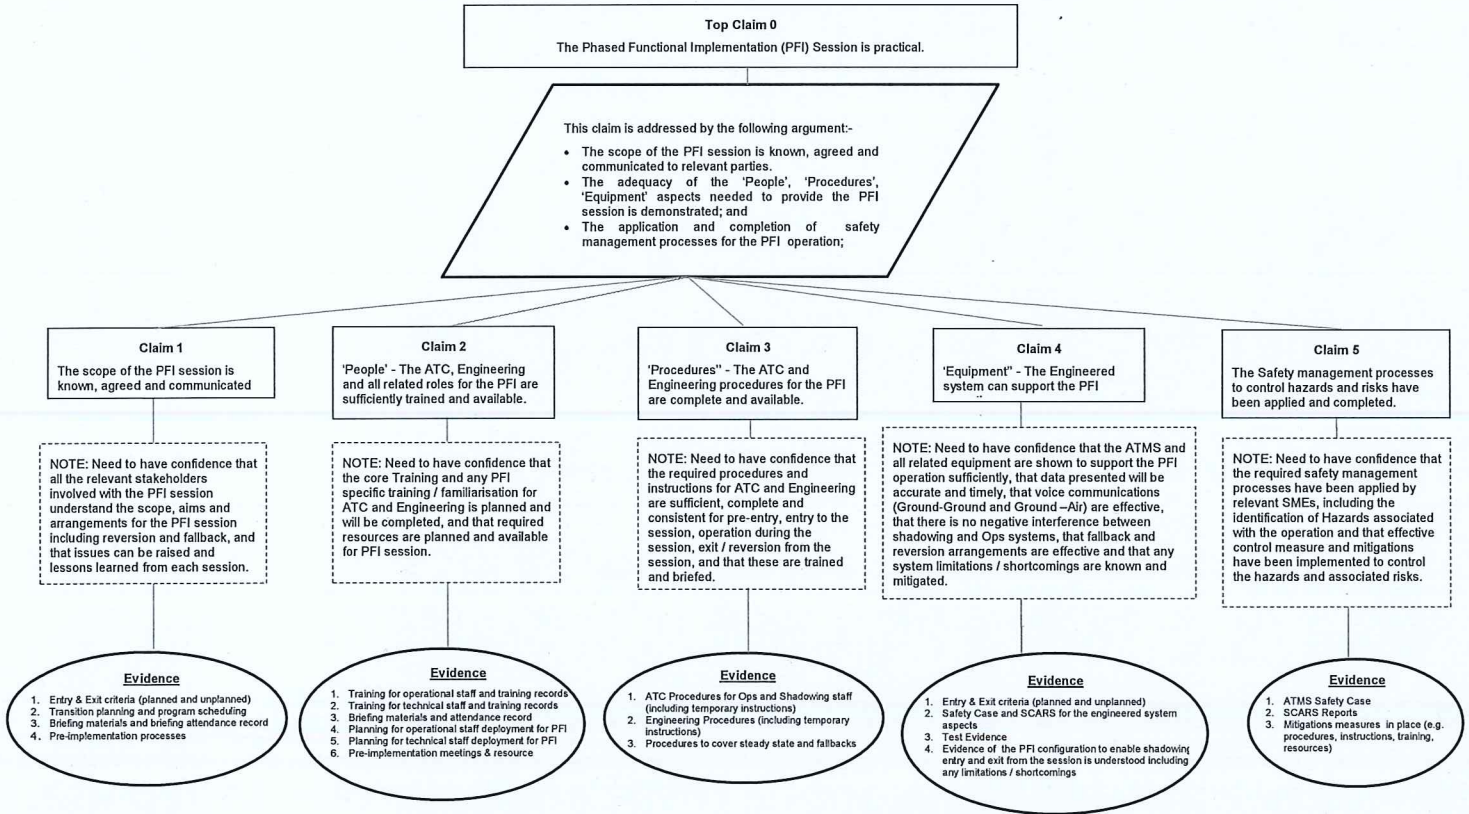 Top Claim 0
The Phased Functional Implementation (PFI) Session is practical.
This claim is addressed by the following argument:-
• The scope of the PFI session is known, agreed and
communicated to relevant parties.
• The adequacy of the 'People', 'Procedures',
'Equipment' aspects needed to provide the PFI
session is demonstrated; and
• The application and completion of safety
management processes for the PFI operation;
Claim 1
The scope of the PFI session is
known, agreed and communicated
NOTE: Need to have confidence that
all the relevant stakeholders
involved with the PFI session
understand the scope, aims and
arrangements for the PFI session
including reversion and fallback, and
that issues can be raised and
lessons learned from each session.
Evidence
1. Entry & Exit criteria (planned and unplanned)
2. Transition planning and program scheduling
3. Briefing materials and briefing attendance record
4. Pre-implementation processes
Claim 2
'People' - The ATC, Engineering
and all related roles for the PFI are
sufficiently trained and available.
NOTE: Need to have confidence that
the core Training and any PFI
specific training / familiarisation for
ATC and Engineering is planned and
will be completed, and that required
resources are planned and available
for PFI session.
Evidence
1. Training for operational staff and training records
2. Training for technical staff and training records
3. Briefing materials and attendance record
4. Planning for operational staff deployment for PFI
5. Planning for technical staff deployment for PFI
6. Pre-implementation meetings & resource
Claim 3
'Procedures" - The ATC and
Engineering procedures for the PFI
are complete and available.
NOTE: Need to have confidence that
the required procedures and
instructions for ATC and Engineering
are sufficient, complete and
consistent for pre-entry, entry to the
session, operation during the
session, exit / reversion from the
session, and that these are trained
and briefed.
Evidence
1. ATC Procedures for Ops and Shadowing staff
(including temporary instructions)
2. Engineering Procedures (including temporary
instructions)
3. Procedures to cover steady state and fallbacks
Claim 4
'Equipment" - The Engineered
system can support the PFI
NOTE: Need to have confidence that the ATMS and
all related equipment are shown to support the PFI
operation sufficiently, that data presented will be
accurate and timely, that voice communications
(Ground-Ground and Ground –Air) are effective,
that there is no negative interference between
shadowing and Ops systems, that fallback and
reversion arrangements are effective and that any
system limitations / shortcomings are known and
mitigated.
Evidence
1. Entry & Exit criteria (planned and unplanned)
2. Safety Case and SCARS for the engineered system
aspects
3. Test Evidence
4. Evidence of the PFI configuration to enable shadowing
entry and exit from the session is understood including
any limitations / shortcomings
Claim 5
The Safety management processes
to control hazards and risks have
been applied and completed.
NOTE: Need to have confidence that
the required safety management
processes have been applied by
relevant SMEs, including the
identification of Hazards associated
with the operation and that effective
control measure and mitigations
have been implemented to control
the hazards and associated risks.
Evidence
1. ATMS Safety Case
2. SCARS Reports
3. Mitigations measures in place (e.g.
procedures, instructions, training,
resources)